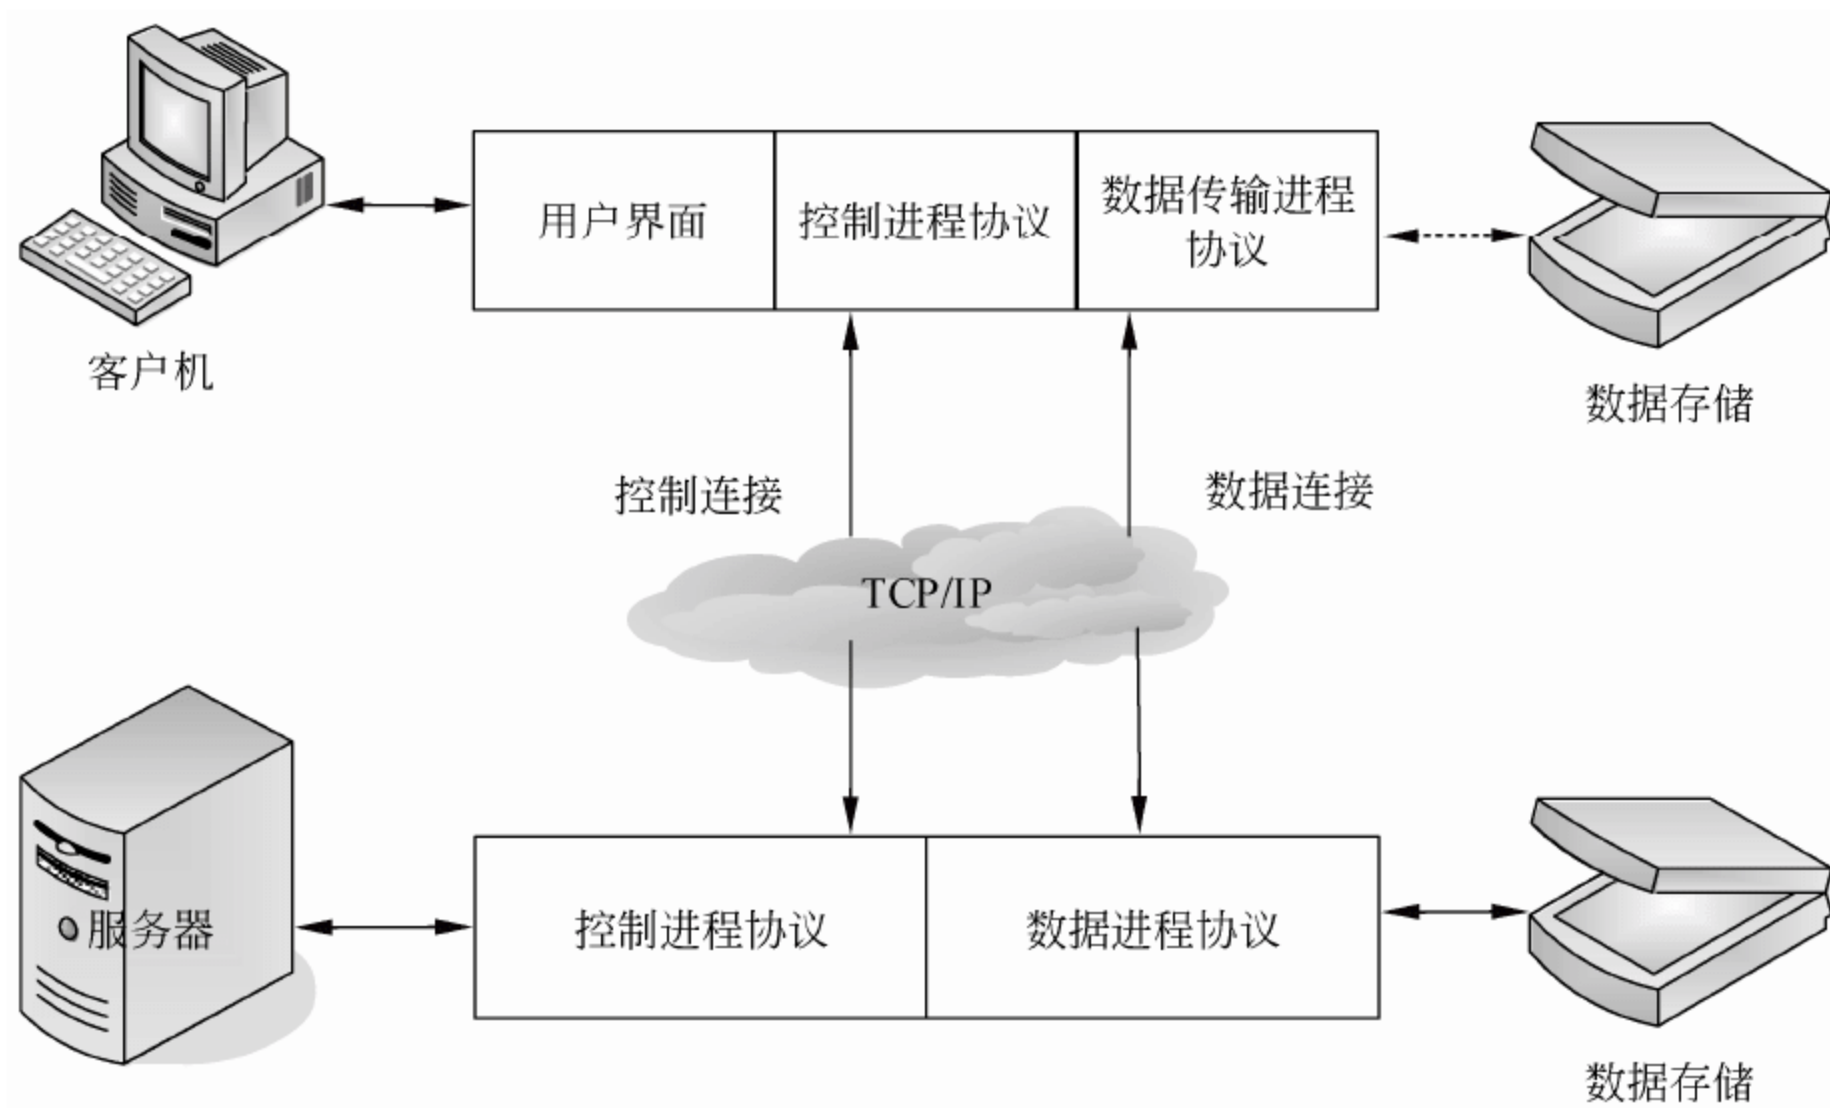 用户界面
控制进程协议
数据传输进程
协议
客户机
数据存储
控制连接
数据连接
TCP/IP
服务器
控制进程协议
数据进程协议
数据存储